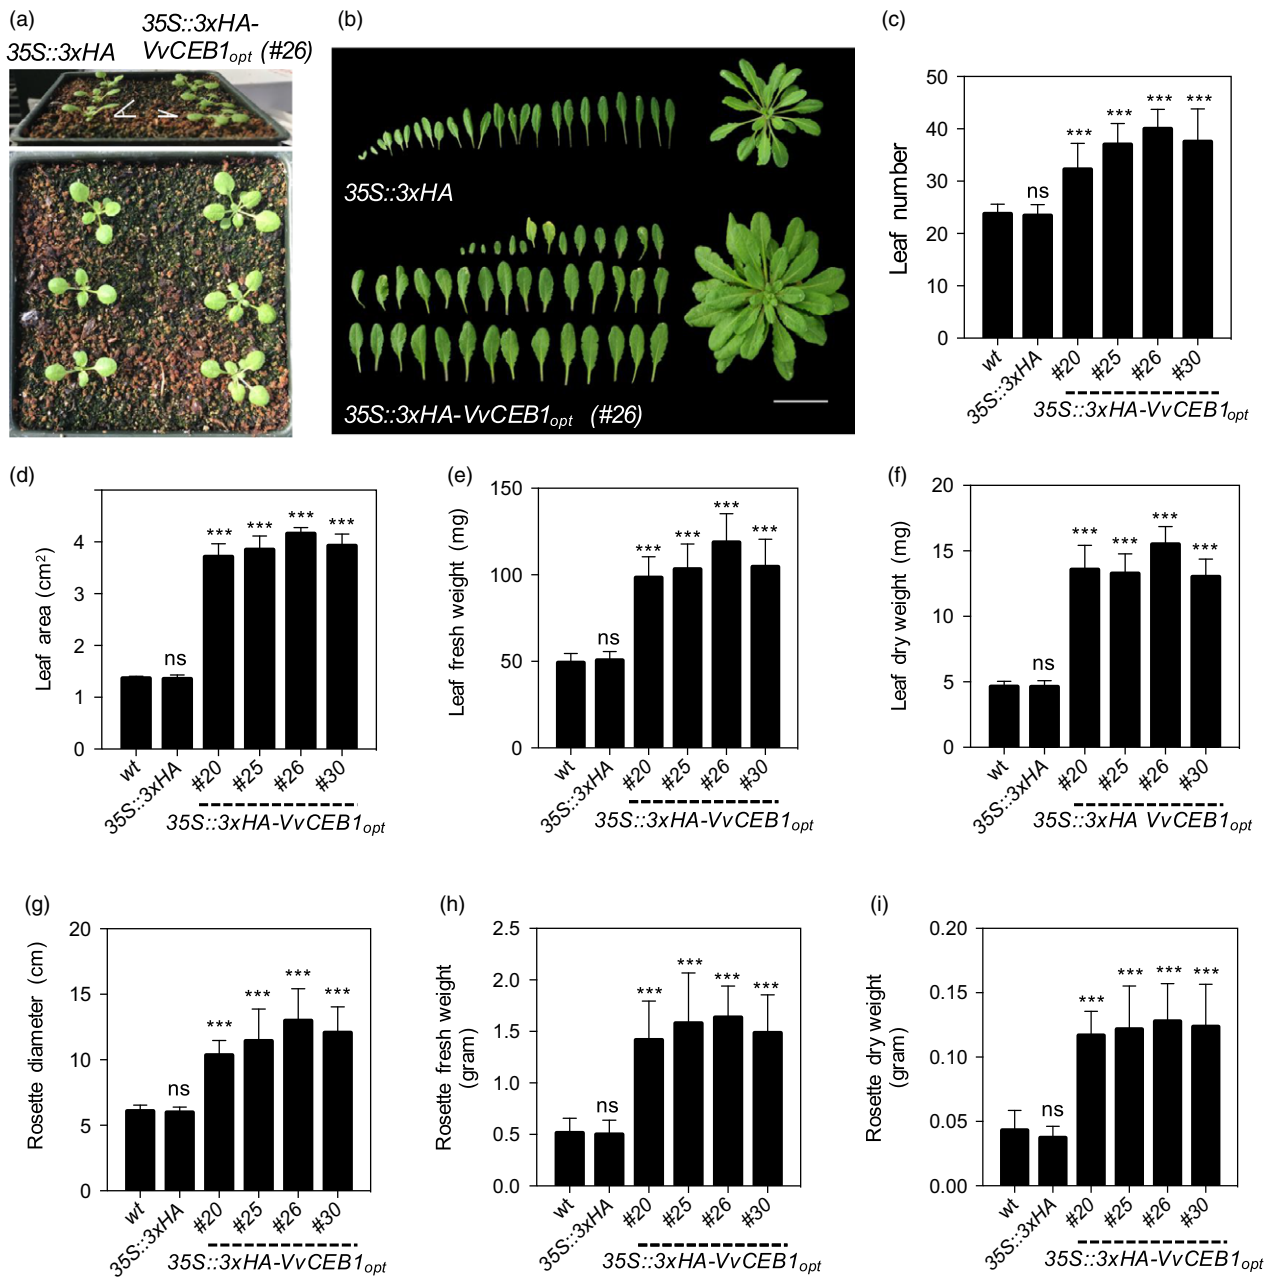 (a)
35S::3xHA
35S::3xHA-
VvCEB1opt (#26)
(b)
35S::3xHA
35S::3xHA-VvCEB1opt (#26)
(c)
Leaf number
50
40
30
20
10
0
ns
***
***
***
***
wt
35S::3xHA
#20
#25
#26
#30
35S::3xHA-VvCEB1opt
(d)
Leaf area (cm2)
4
3
2
1
0
ns
***
***
***
***
wt
35S::3xHA
#20
#25
#26
#30
35S::3xHA-VvCEB1opt
(e)
Leaf fresh weight (mg)
150
100
50
0
ns
***
***
***
***
wt
35S::3xHA
#20
#25
#26
#30
35S::3xHA-VvCEB1opt
(f)
Leaf dry weight (mg)
20
15
10
5
0
ns
***
***
***
***
wt
35S::3xHA
#20
#25
#26
#30
35S::3xHA VvCEB1opt
(g)
Rosette diameter (cm)
20
15
10
5
0
ns
***
***
***
***
wt
35S::3xHA
#20
#25
#26
#30
35S::3xHA-VvCEB1opt
(h)
Rosette fresh weight
(gram)
2.5
2.0
1.5
1.0
0.5
0.0
ns
***
***
***
***
wt
35S::3xHA
#20
#25
#26
#30
35S::3xHA-VvCEB1opt
(i)
Rosette dry weight
(gram)
0.20
0.15
0.10
0.05
0.00
ns
***
***
***
***
wt
35S::3xHA
#20
#25
#26
#30
35S::3xHA-VvCEB1opt